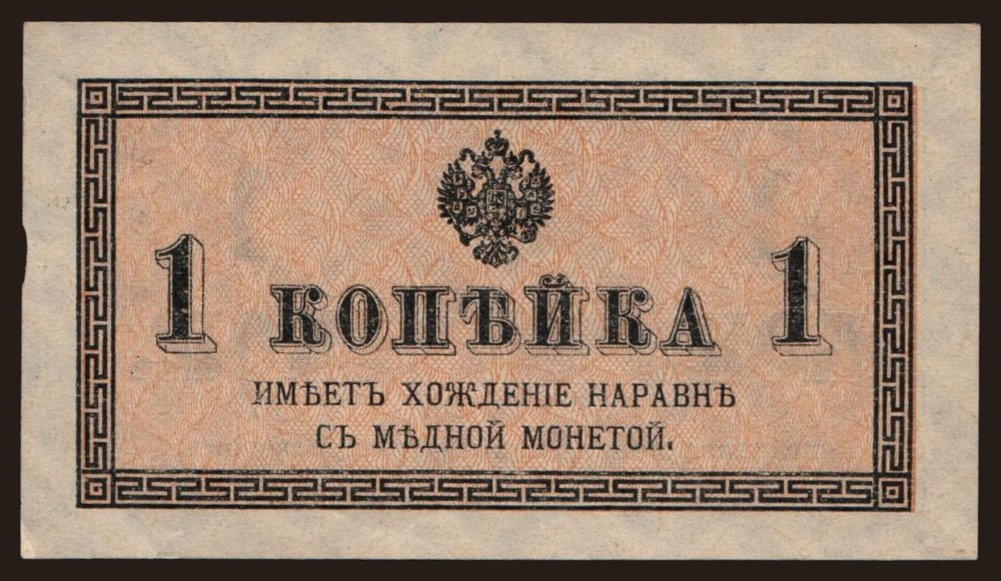 1 КОПѢЙКА 1
ИМѢЕТЪ ХОЖДЕНІЕ НАРАВНѢ
СЪ МѢДНОЙ МОНЕТОЙ.